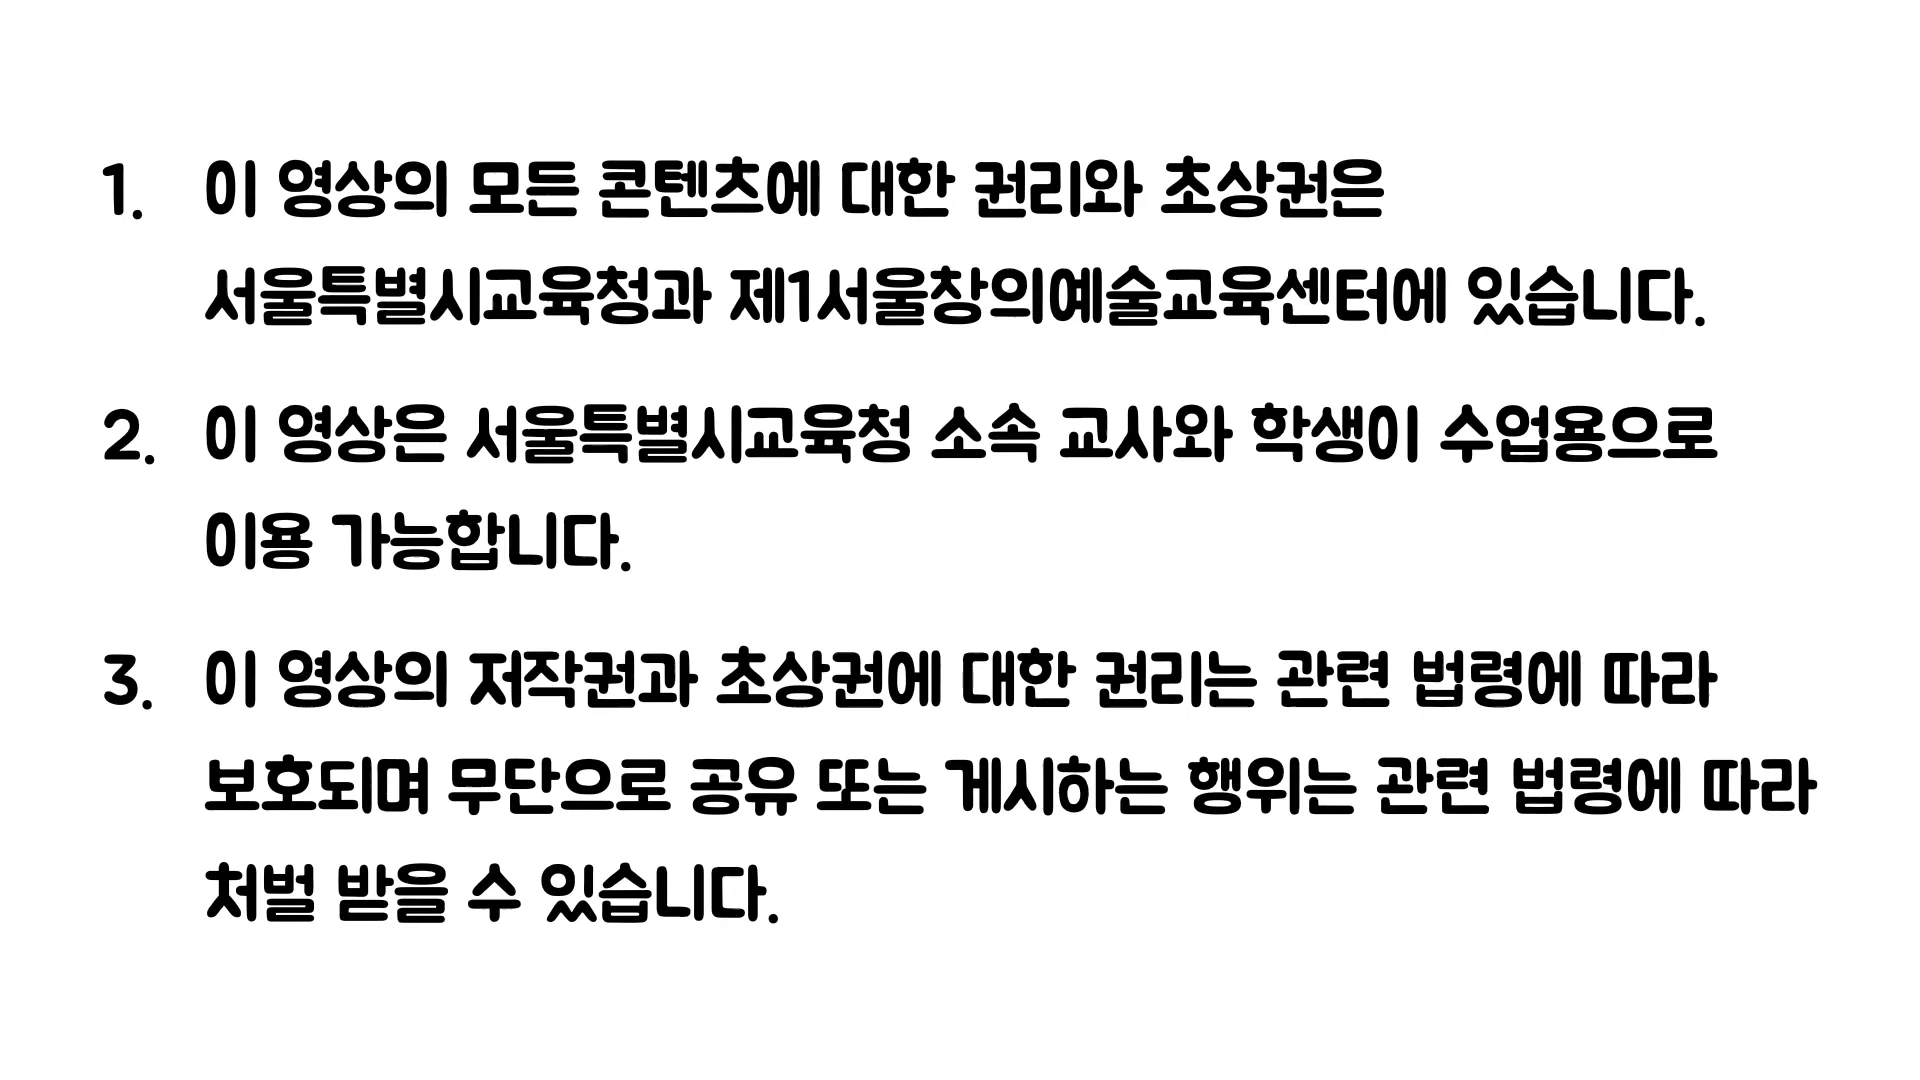 1. 이 영상의 모든 콘텐츠에 대한 권리와 초상권은
서울특별시교육청과 제1서울창의예술교육센터에 있습니다.
2. 이 영상은 서울특별시교육청 소속 교사와 학생이 수업용으로
이용 가능합니다.
3. 이 영상의 저작권과 초상권에 대한 권리는 관련 법령에 따라
보호되며 무단으로 공유 또는 게시하는 행위는 관련 법령에 따라
처벌 받을 수 있습니다.